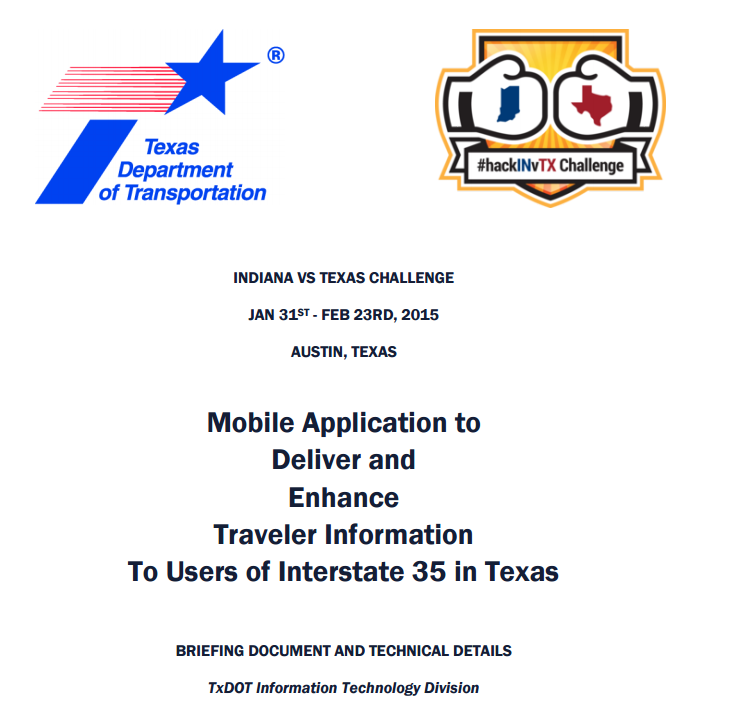 ®
Texas
Department
of Transportation
#hackINvTX Challenge
INDIANA VS TEXAS CHALLENGE
JAN 31ST - FEB 23RD, 2015
AUSTIN, TEXAS
Mobile Application to
Deliver and
Enhance
Traveler Information
To Users of Interstate 35 in Texas
BRIEFING DOCUMENT AND TECHNICAL DETAILS
TxDOT Information Technology Division